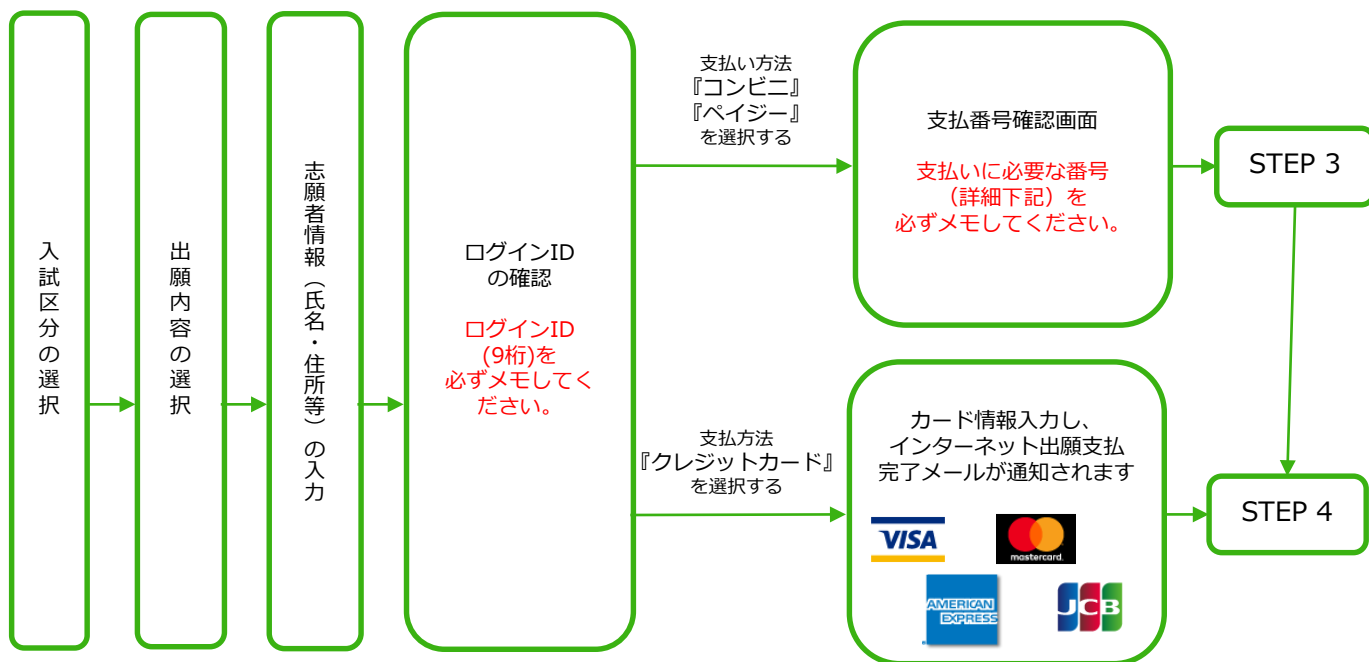 入試区分の選択
出願内容の選択
志願者情報（氏名・住所等）の入力
ログインID
の確認
ログインID
(9桁)を
必ずメモしてく
ださい。
支払い方法
『コンビニ』
『ペイジー』
を選択する
支払番号確認画面
支払いに必要な番号
（詳細下記）を
必ずメモしてください。
STEP 3
支払方法
『クレジットカード』
を選択する
カード情報入力し、
インターネット出願支払
完了メールが通知されます
VISA
mastercard.
AMERICAN
EXPRESS
JCB
STEP 4